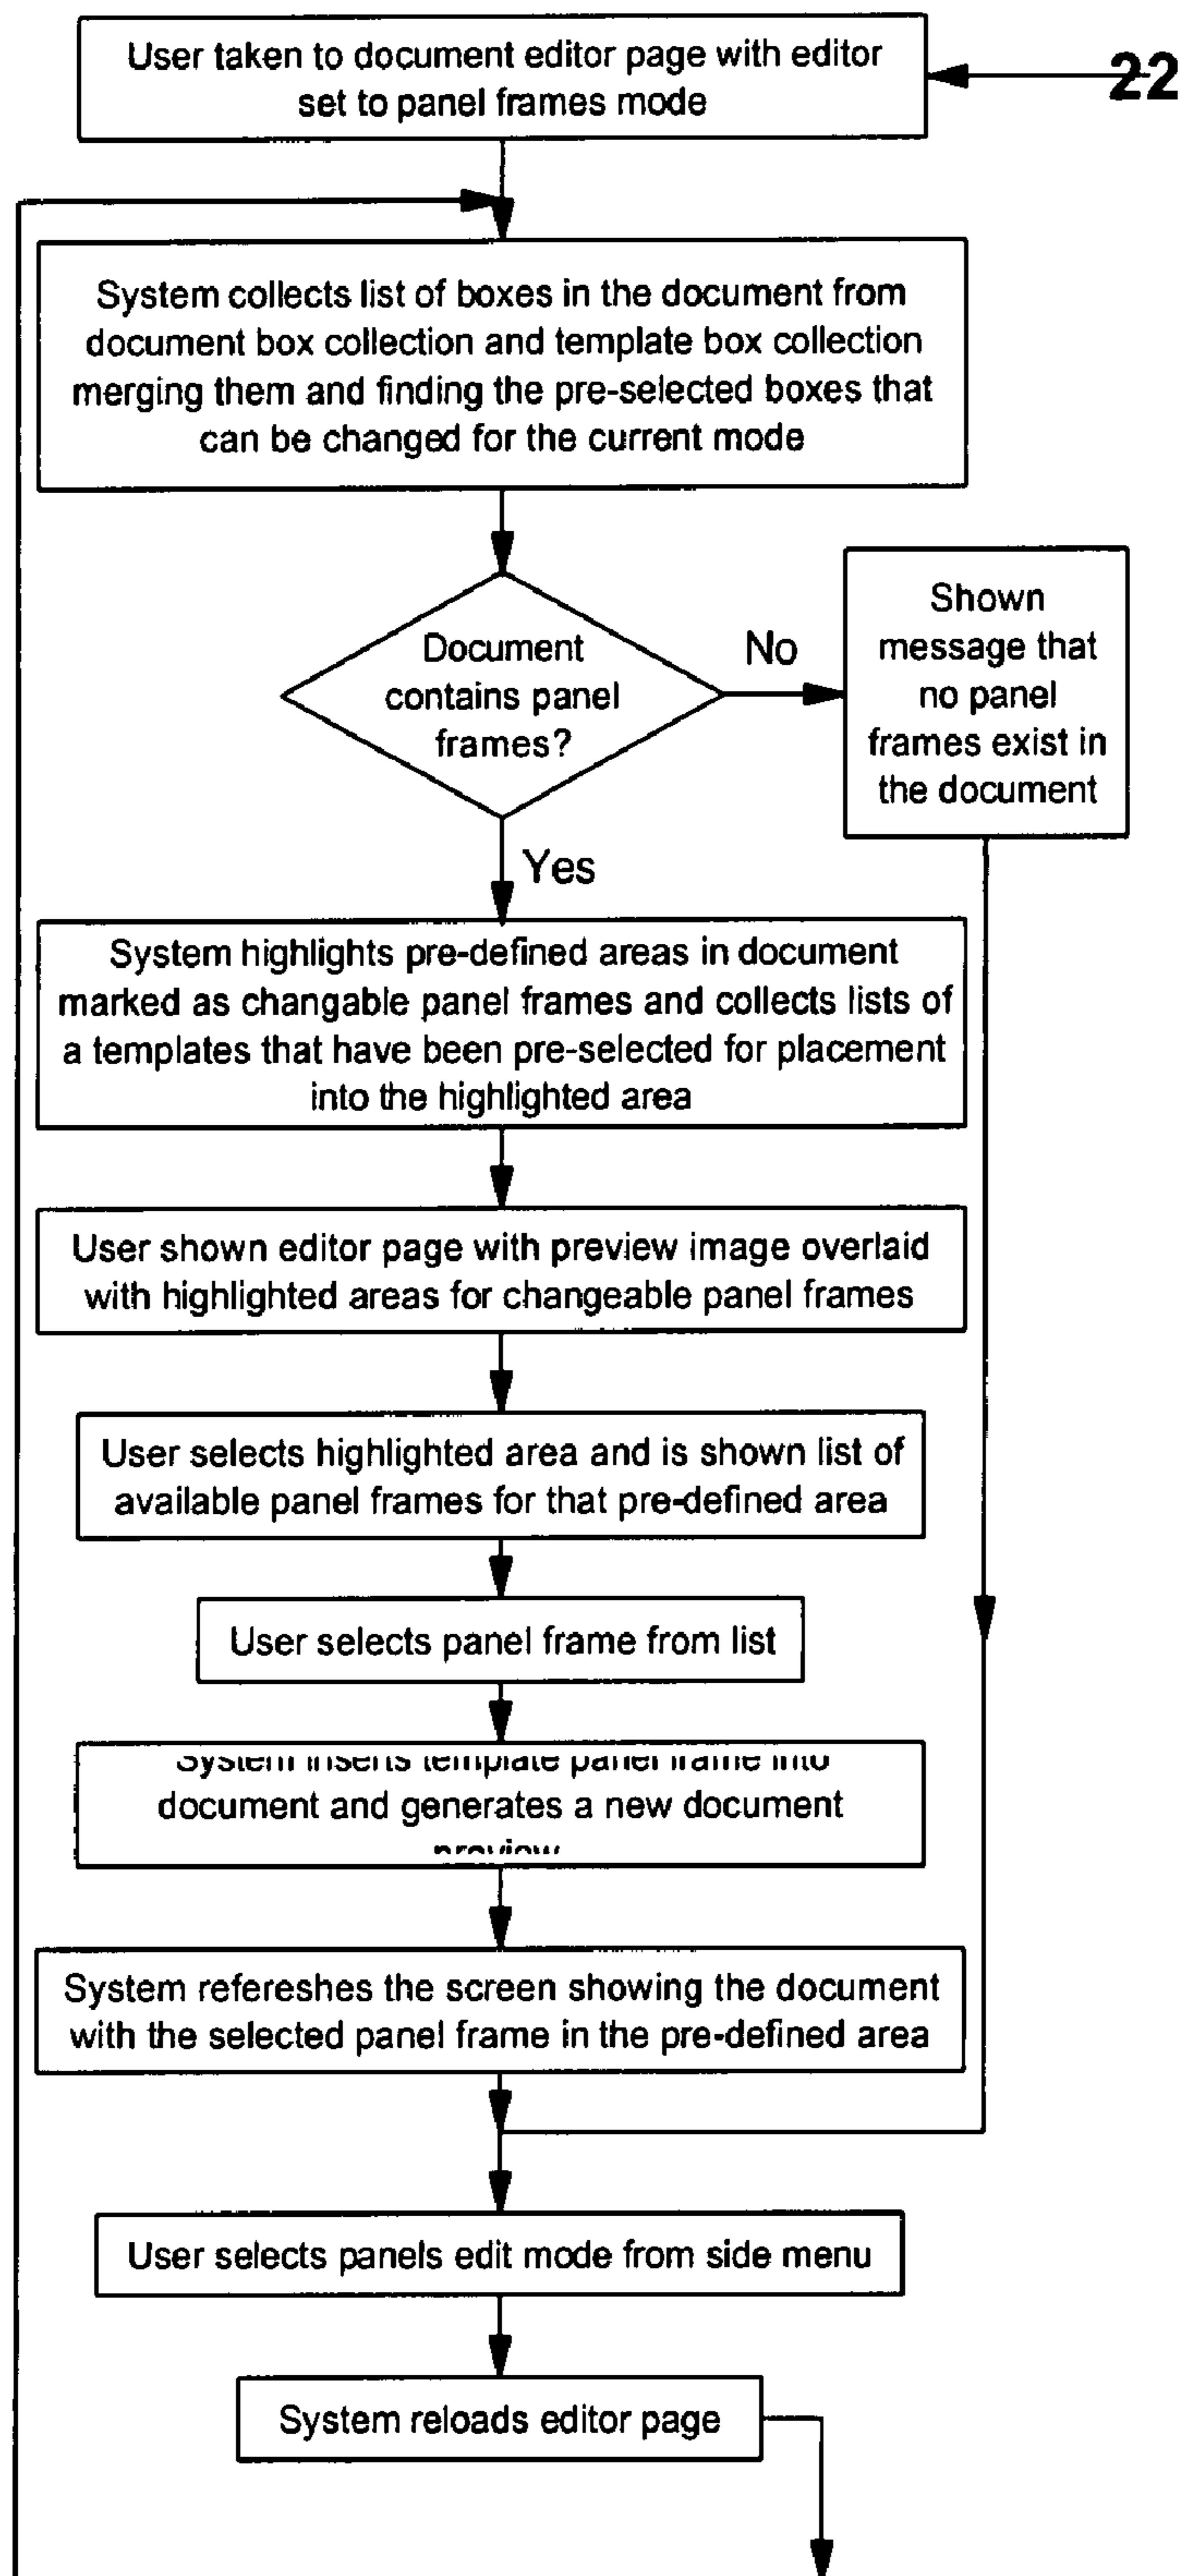 User taken to document editor page with editor
set to panel frames mode
22
System collects list of boxes in the document from
document box collection and template box collection
merging them and finding the pre-selected boxes that
can be changed for the current mode
Document
contains panel
frames?
No
Shown
message that
no panel
frames exist in
the document
Yes
System highlights pre-defined areas in document
marked as changable panel frames and collects lists of
a templates that have been pre-selected for placement
into the highlighted area
User shown editor page with preview image overlaid
with highlighted areas for changeable panel frames
User selects highlighted area and is shown list of
available panel frames for that pre-defined area
User selects panel frame from list
System inserts template panel frame into
document and generates a new document
preview
System refereshes the screen showing the document
with the selected panel frame in the pre-defined area
User selects panels edit mode from side menu
System reloads editor page